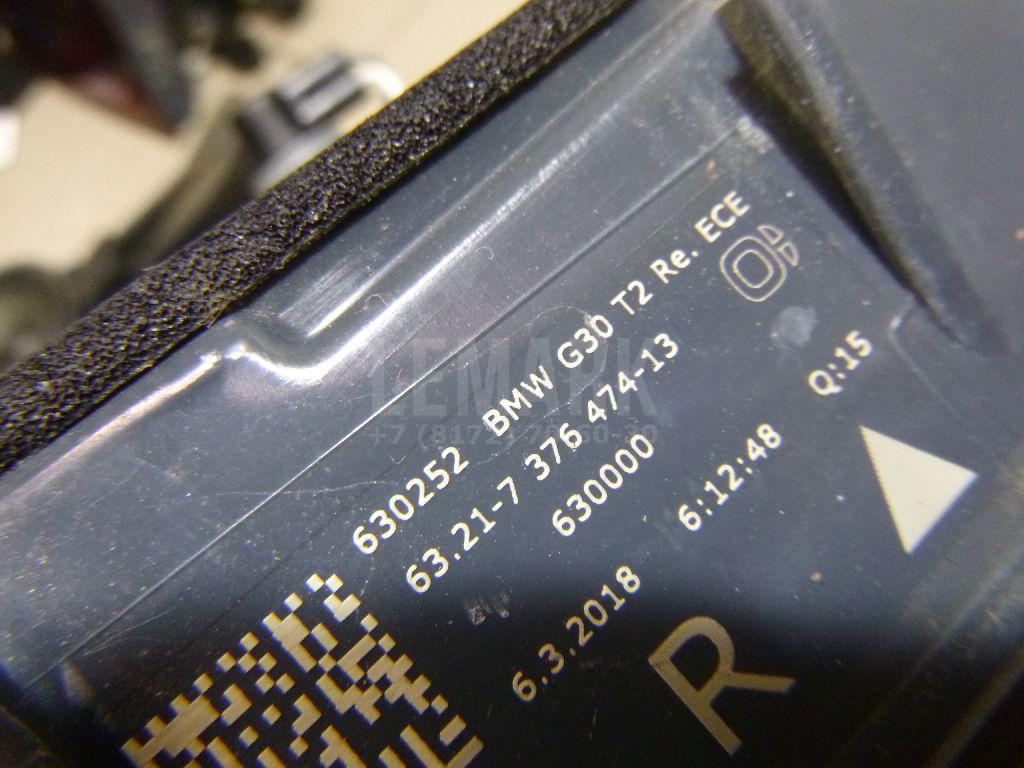 630252 BMW G30 T2 Re. ECE
63.21-7 376 474-13
630000
6.3.2018 6:12:48 Q:15
R
LEMARK